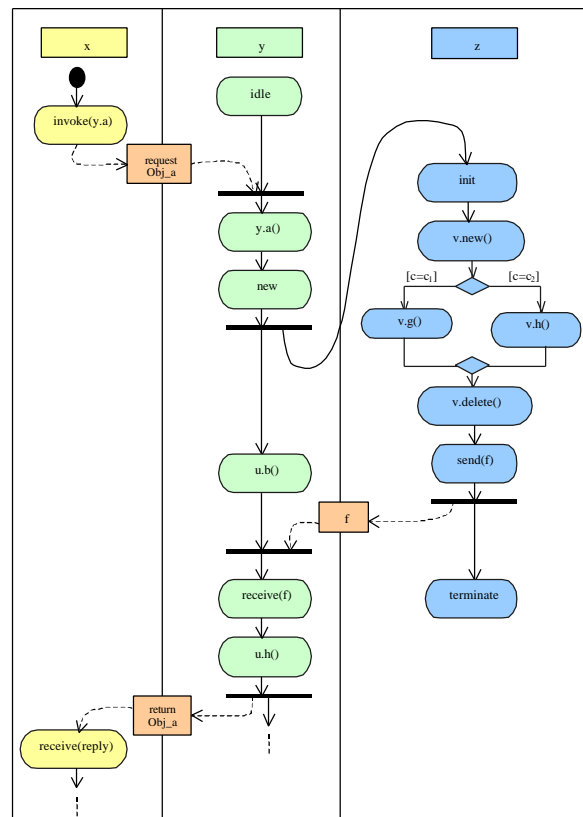 x
y
z
idle
invoke(y.a)
request
Obj_a
init
y.a()
v.new()
new
[c=c₁]
[c=c₂]
v.g()
v.h()
v.delete()
u.b()
send(f)
f
receive(f)
terminate
u.h()
return
Obj_a
receive(reply)